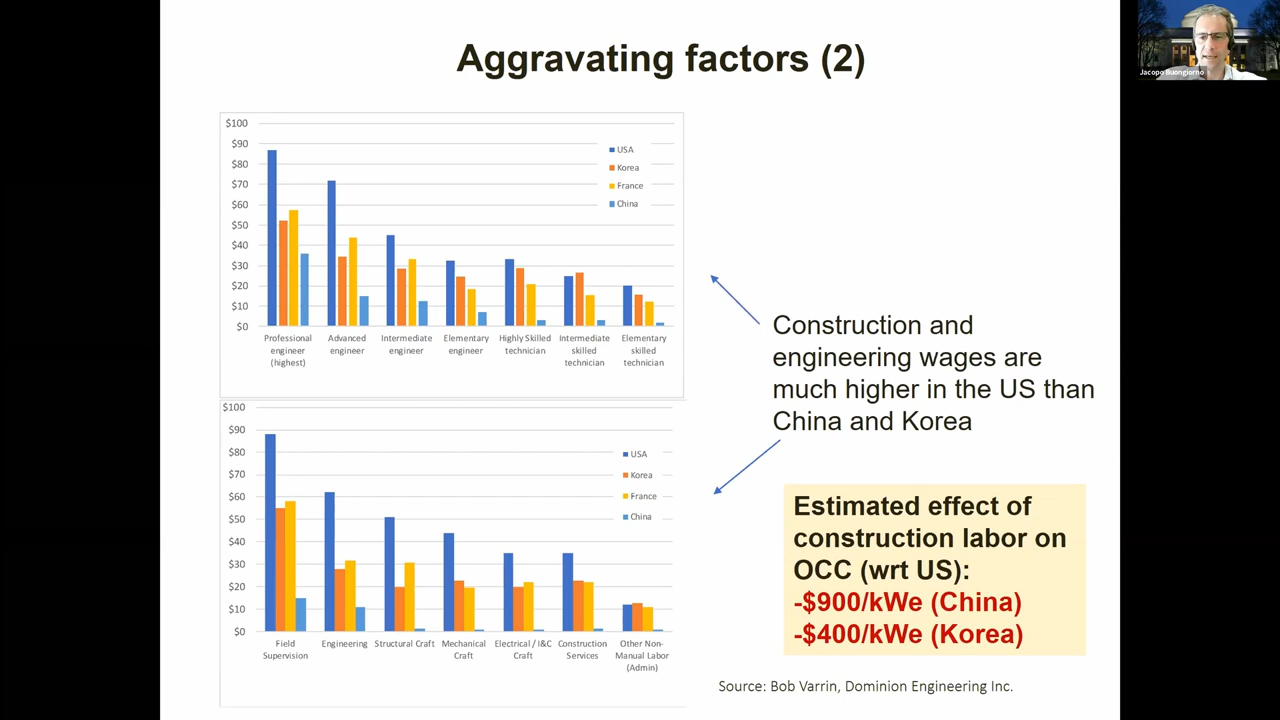 Aggravating factors (2)
Jacopo Buongiorno
$100
$90
$80
$70
$60
$50
$40
$30
$20
$10
$0
USA
Korea
France
China
Professional engineer (highest)
Advanced engineer
Intermediate engineer
Elementary engineer
Highly Skilled technician
Intermediate skilled technician
Elementary skilled technician
$100
$90
$80
$70
$60
$50
$40
$30
$20
$10
$0
USA
Korea
France
China
Field Supervision
Engineering
Structural Craft
Mechanical Craft
Electrical / I&C Craft
Construction Services
Other Non-Manual Labor (Admin)
Construction and
engineering wages are
much higher in the US than
China and Korea
Estimated effect of
construction labor on
OCC (wrt US):
-$900/kWe (China)
-$400/kWe (Korea)
Source: Bob Varrin, Dominion Engineering Inc.